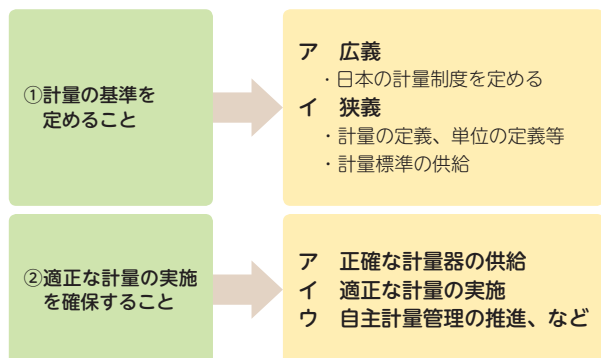 ①計量の基準を
定めること
ア　広義
・日本の計量制度を定める
イ　狭義
・計量の定義、単位の定義等
・計量標準の供給
②適正な計量の実施
を確保すること
ア　正確な計量器の供給
イ　適正な計量の実施
ウ　自主計量管理の推進、など